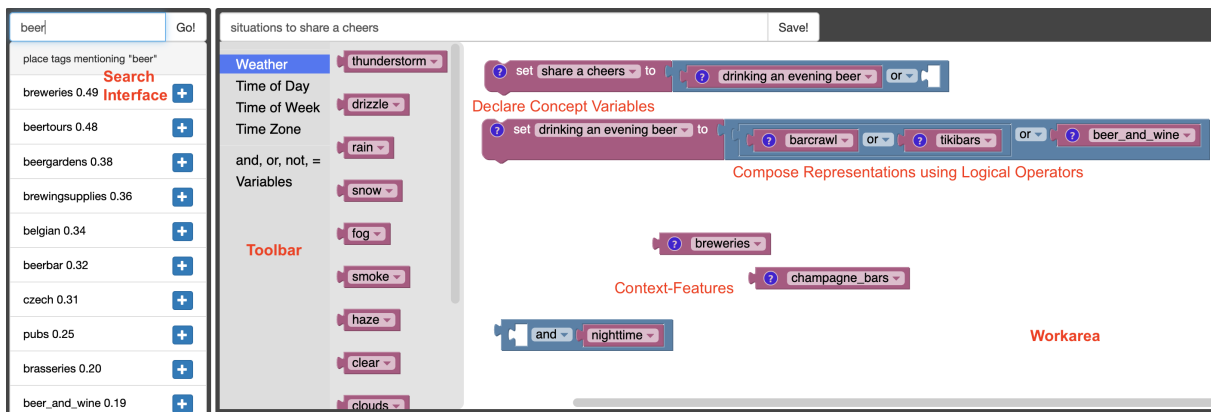 beer
Go!
situations to share a cheers
Save!
place tags mentioning "beer"
Search
Interface
breweries 0.49
beertours 0.48
beergardens 0.38
brewingsupplies 0.36
belgian 0.34
beerbar 0.32
czech 0.31
pubs 0.25
brasseries 0.20
beer_and_wine 0.19
Weather
Time of Day
Time of Week
Time Zone
and, or, not, =
Variables
Toolbar
thunderstorm
drizzle
rain
snow
fog
smoke
haze
clear
clouds
? set share a cheers to ? drinking an evening beer or
Declare Concept Variables
? set drinking an evening beer to ? barcrawl or ? tikibars or ? beer_and_wine
Compose Representations using Logical Operators
? breweries
? champagne_bars
Context-Features
and nighttime
Workarea